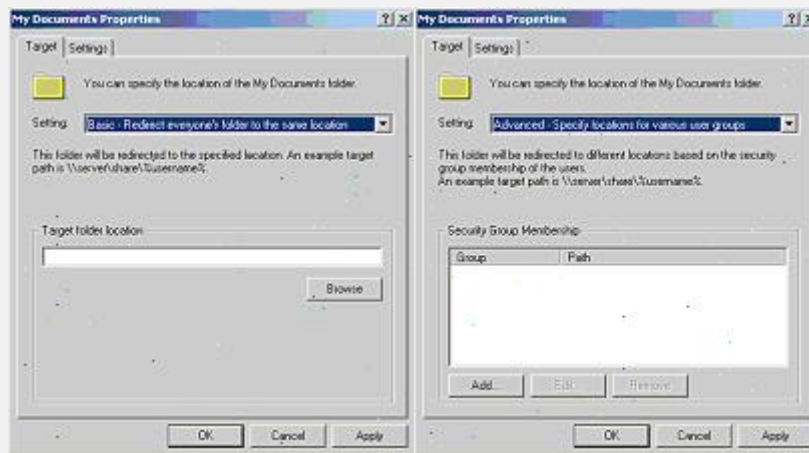 My Documents Properties
Target Settings
You can specify the location of the My Documents folder.
Setting: Basic - Redirect everyone's folder to the same location
This folder will be redirected to the specified location. An example target
path is \\server\share\%username%.
Target folder location
Browse
OK Cancel Apply
My Documents Properties
Target Settings
You can specify the location of the My Documents folder.
Setting: Advanced - Specify locations for various user groups
This folder will be redirected to different locations based on the security
group membership of the users.
An example target path is \\server\share\%username%.
Security Group Membership
Group Path
Add... Edit... Remove
OK Cancel Apply